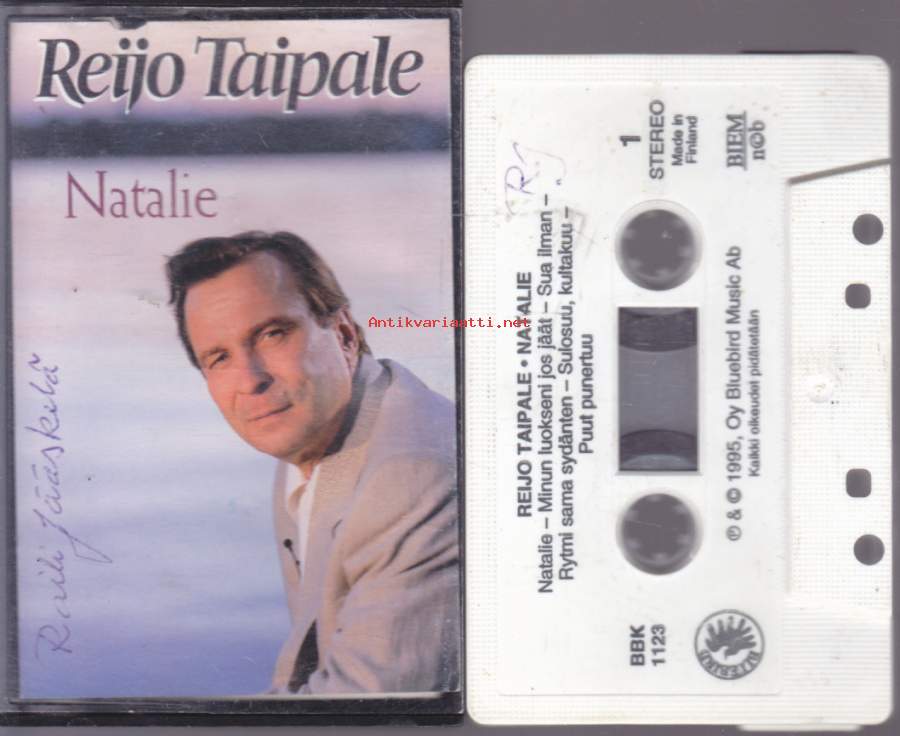 Reijo Taipale
Natalie
Raili Jääskelä
Antikvariaatti.net
RJ
1
STEREO
Made in
Finland
BIEM
n©b
REIJO TAIPALE • NATALIE
Natalie – Minun luokseni jos jäät – Sua ilman –
Rytmi sama sydänten – Sulosuu, kultakuu –
Puut punertuu
℗ & © 1995, Oy Bluebird Music Ab
Kaikki oikeudet pidätetään
BBK
1123
BLUEBIRD